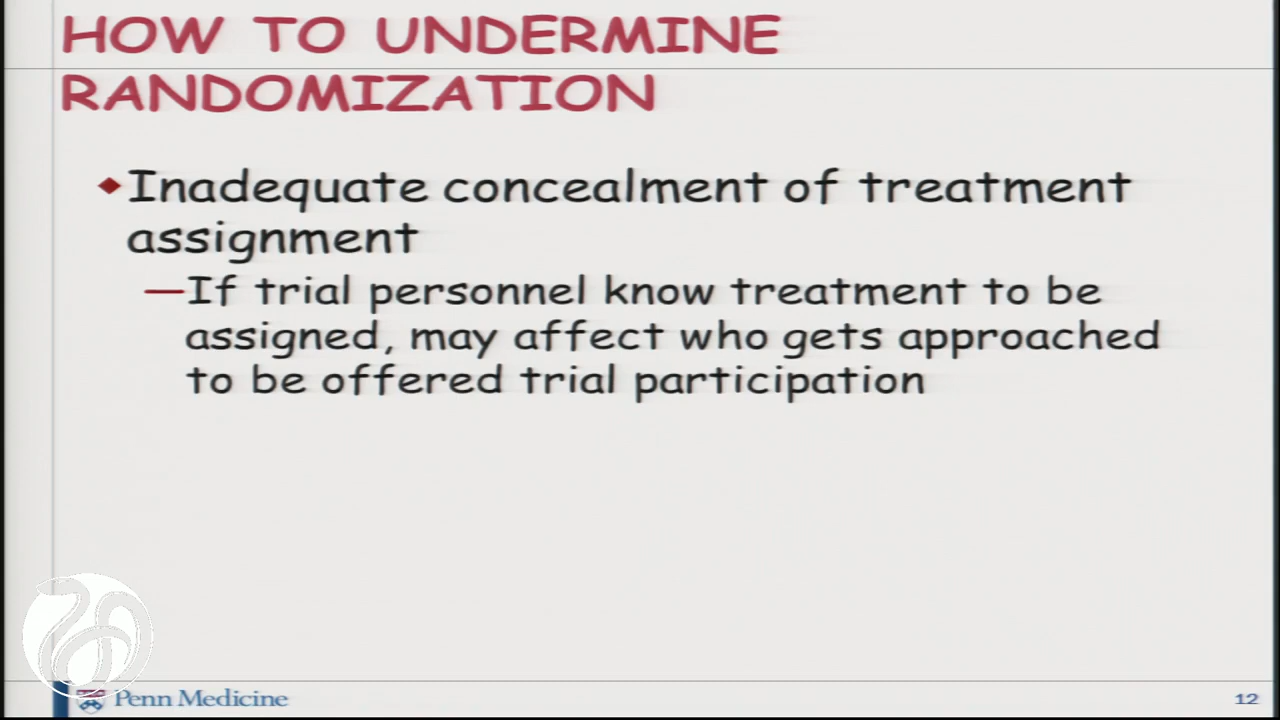 HOW TO UNDERMINE
RANDOMIZATION
Inadequate concealment of treatment
assignment
—If trial personnel know treatment to be
assigned, may affect who gets approached
to be offered trial participation
Penn Medicine
12